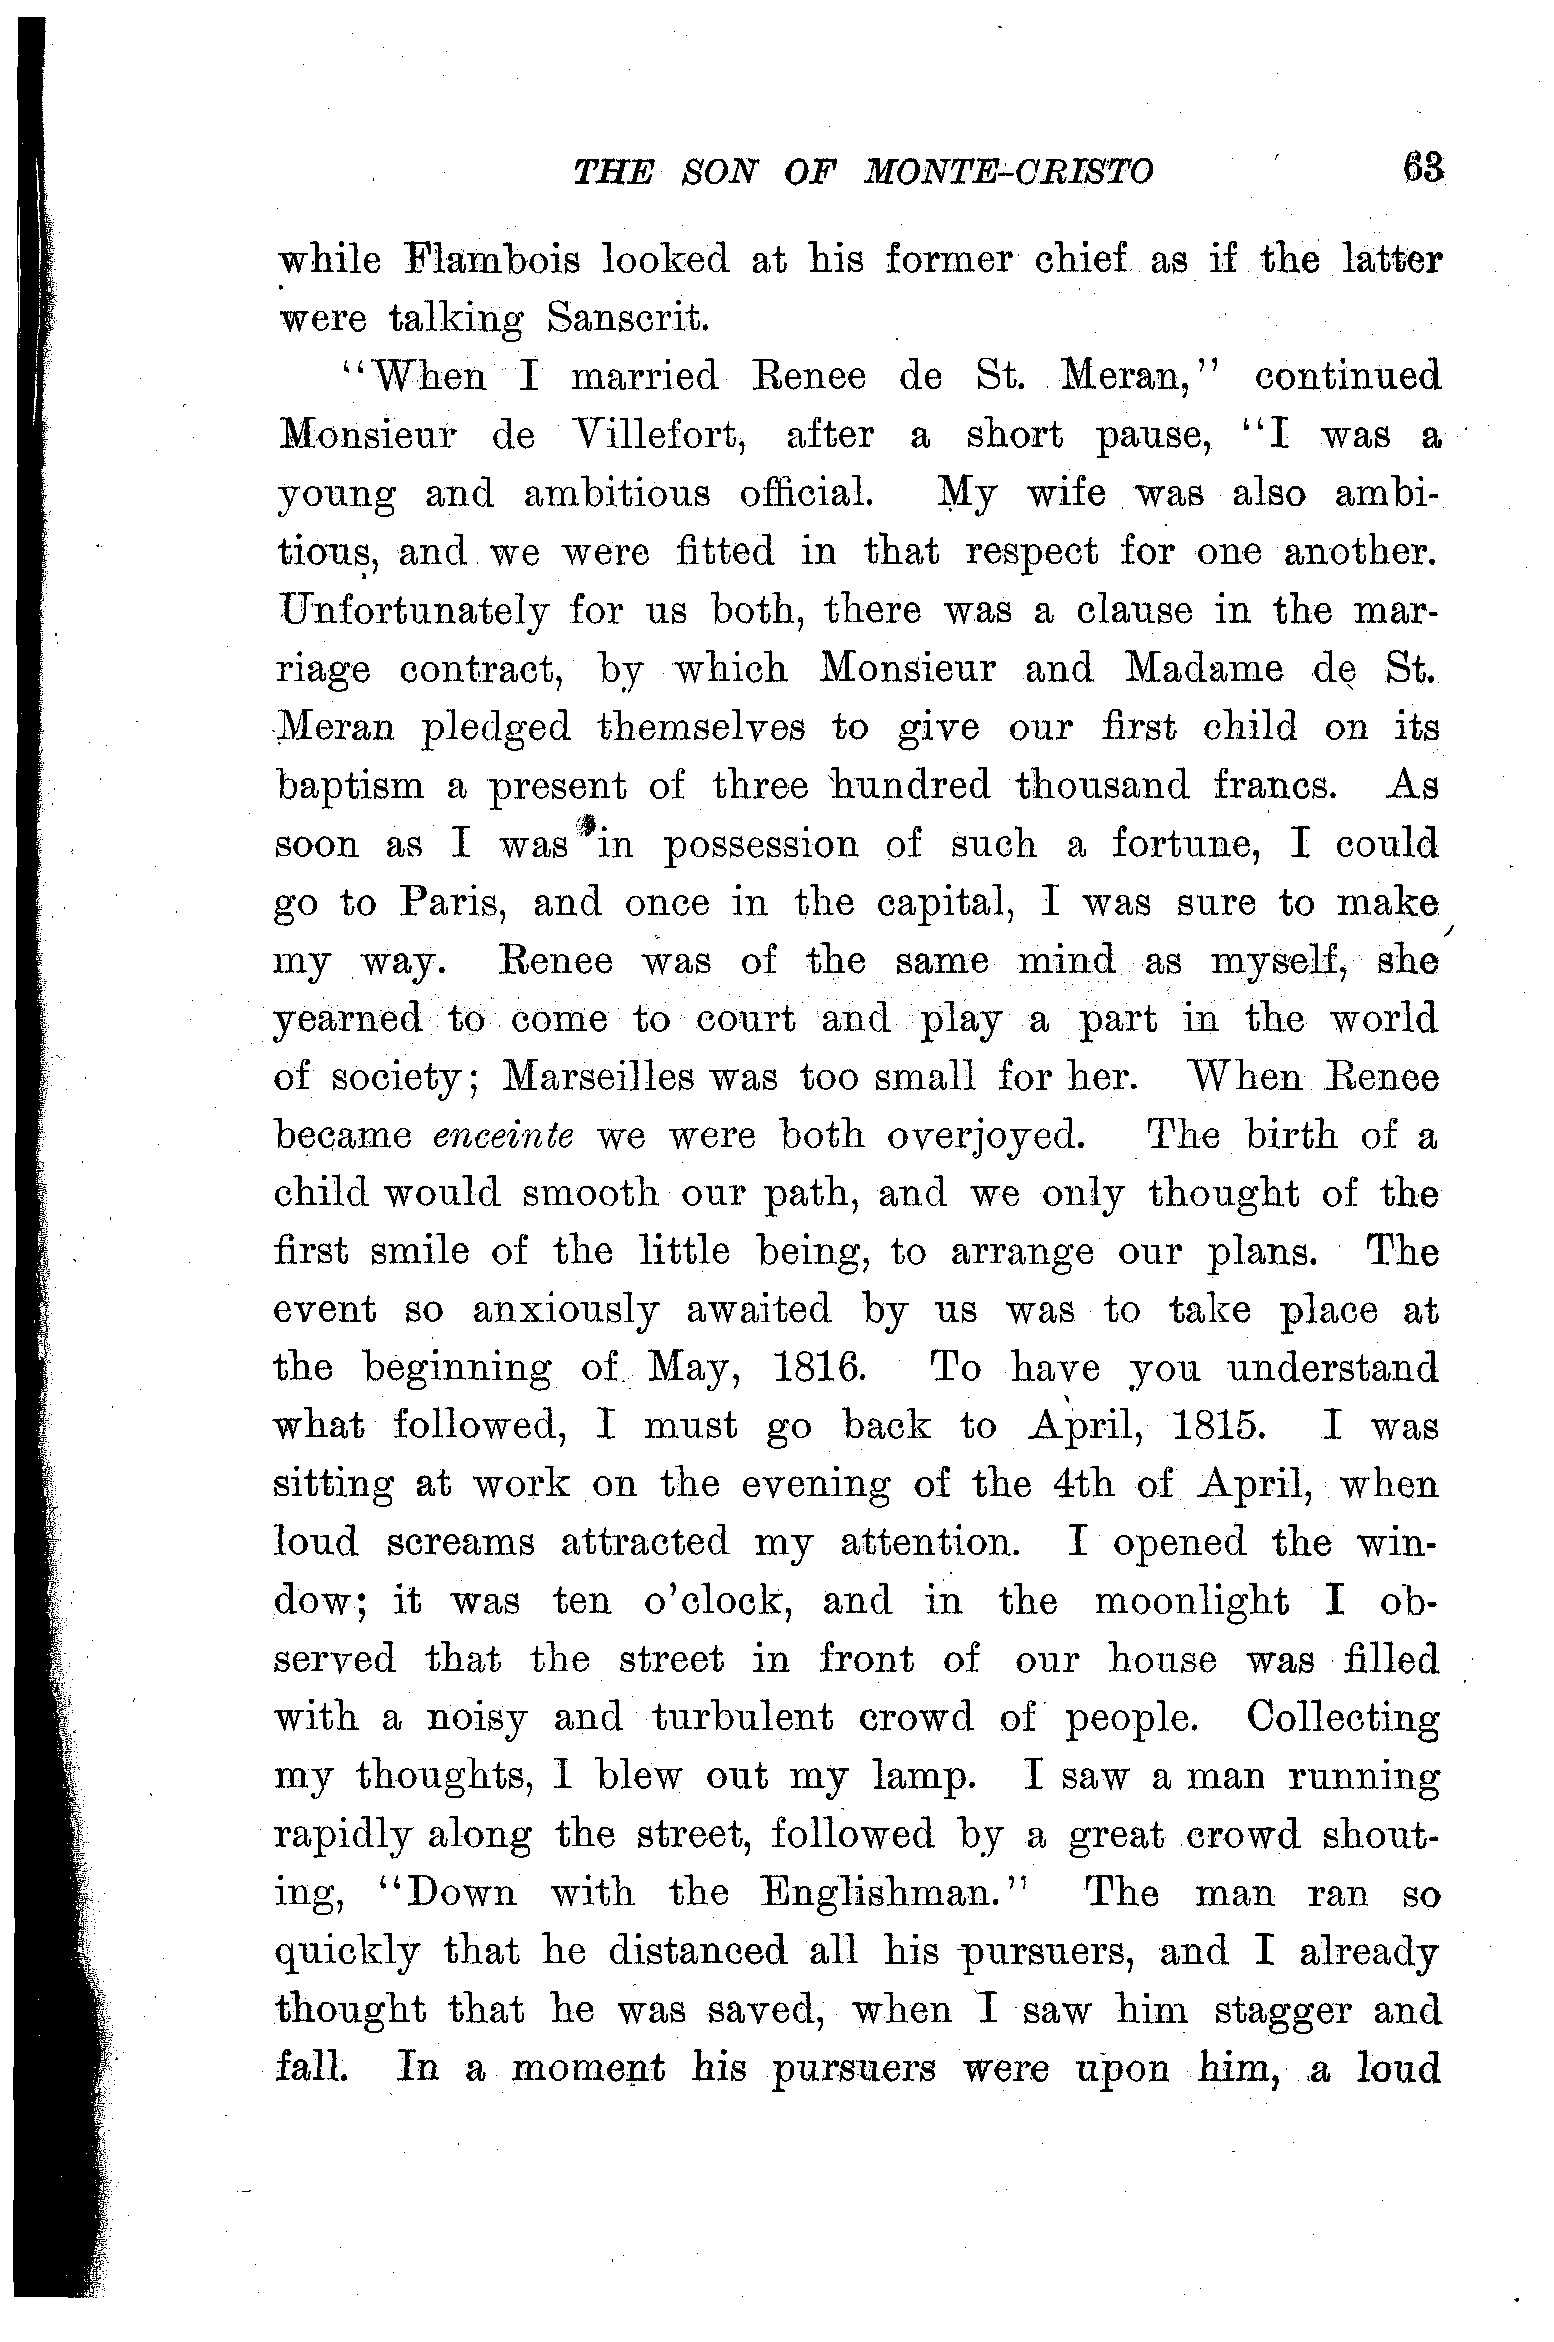 THE SON OF MONTE-CRISTO 63
while Flambois looked at his former chief as if the latter
were talking Sanscrit.
"When I married Renee de St. Meran," continued
Monsieur de Villefort, after a short pause, "I was a
young and ambitious official. My wife was also ambi-
tious, and we were fitted in that respect for one another.
Unfortunately for us both, there was a clause in the mar-
riage contract, by which Monsieur and Madame de St.
Meran pledged themselves to give our first child on its
baptism a present of three hundred thousand francs. As
soon as I was in possession of such a fortune, I could
go to Paris, and once in the capital, I was sure to make
my way. Renee was of the same mind as myself, she
yearned to come to court and play a part in the world
of society; Marseilles was too small for her. When Renee
became enceinte we were both overjoyed. The birth of a
child would smooth our path, and we only thought of the
first smile of the little being, to arrange our plans. The
event so anxiously awaited by us was to take place at
the beginning of May, 1816. To have you understand
what followed, I must go back to April, 1815. I was
sitting at work on the evening of the 4th of April, when
loud screams attracted my attention. I opened the win-
dow; it was ten o'clock, and in the moonlight I ob-
served that the street in front of our house was filled
with a noisy and turbulent crowd of people. Collecting
my thoughts, I blew out my lamp. I saw a man running
rapidly along the street, followed by a great crowd shout-
ing, "Down with the Englishman." The man ran so
quickly that he distanced all his pursuers, and I already
thought that he was saved, when I saw him stagger and
fall. In a moment his pursuers were upon him, a loud